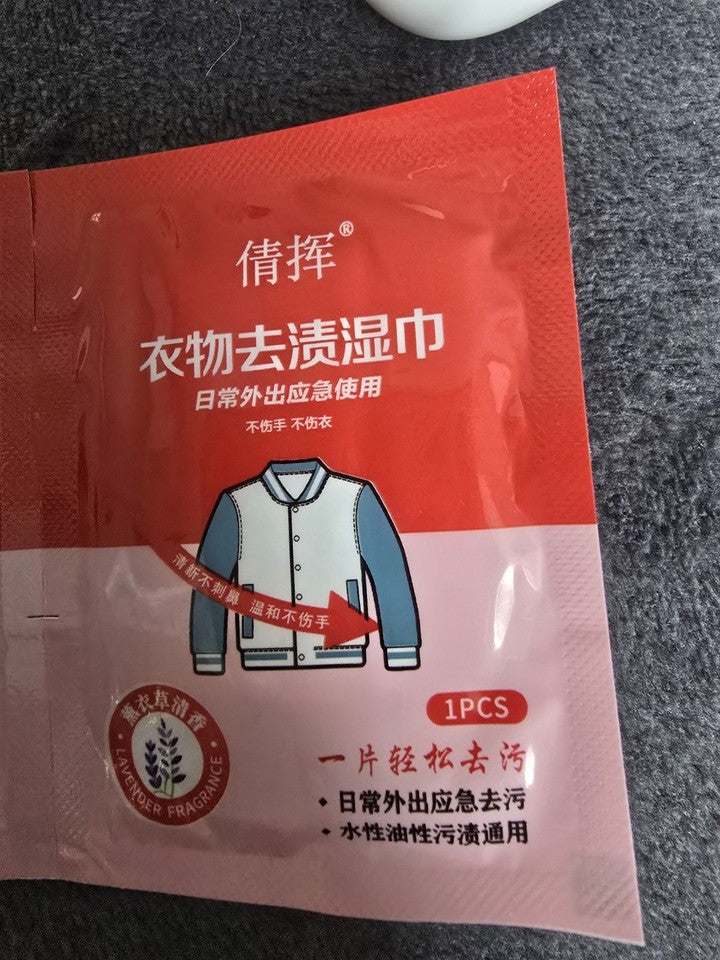 倩挥®
衣物去渍湿巾
日常外出应急使用
不伤手 不伤衣
清新不刺鼻 温和不伤手
薰衣草清香
LAVENDER FRAGRANCE
1PCS
一片轻松去污
· 日常外出应急去污
· 水性油性污渍通用